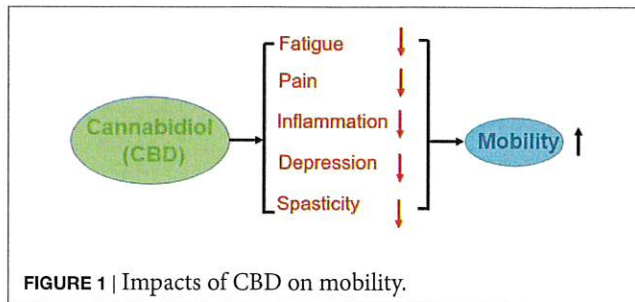 Fatigue
Pain
Cannabidiol
(CBD)
Inflammation
Mobility
Depression
Spasticity
FIGURE 1 | Impacts of CBD on mobility.